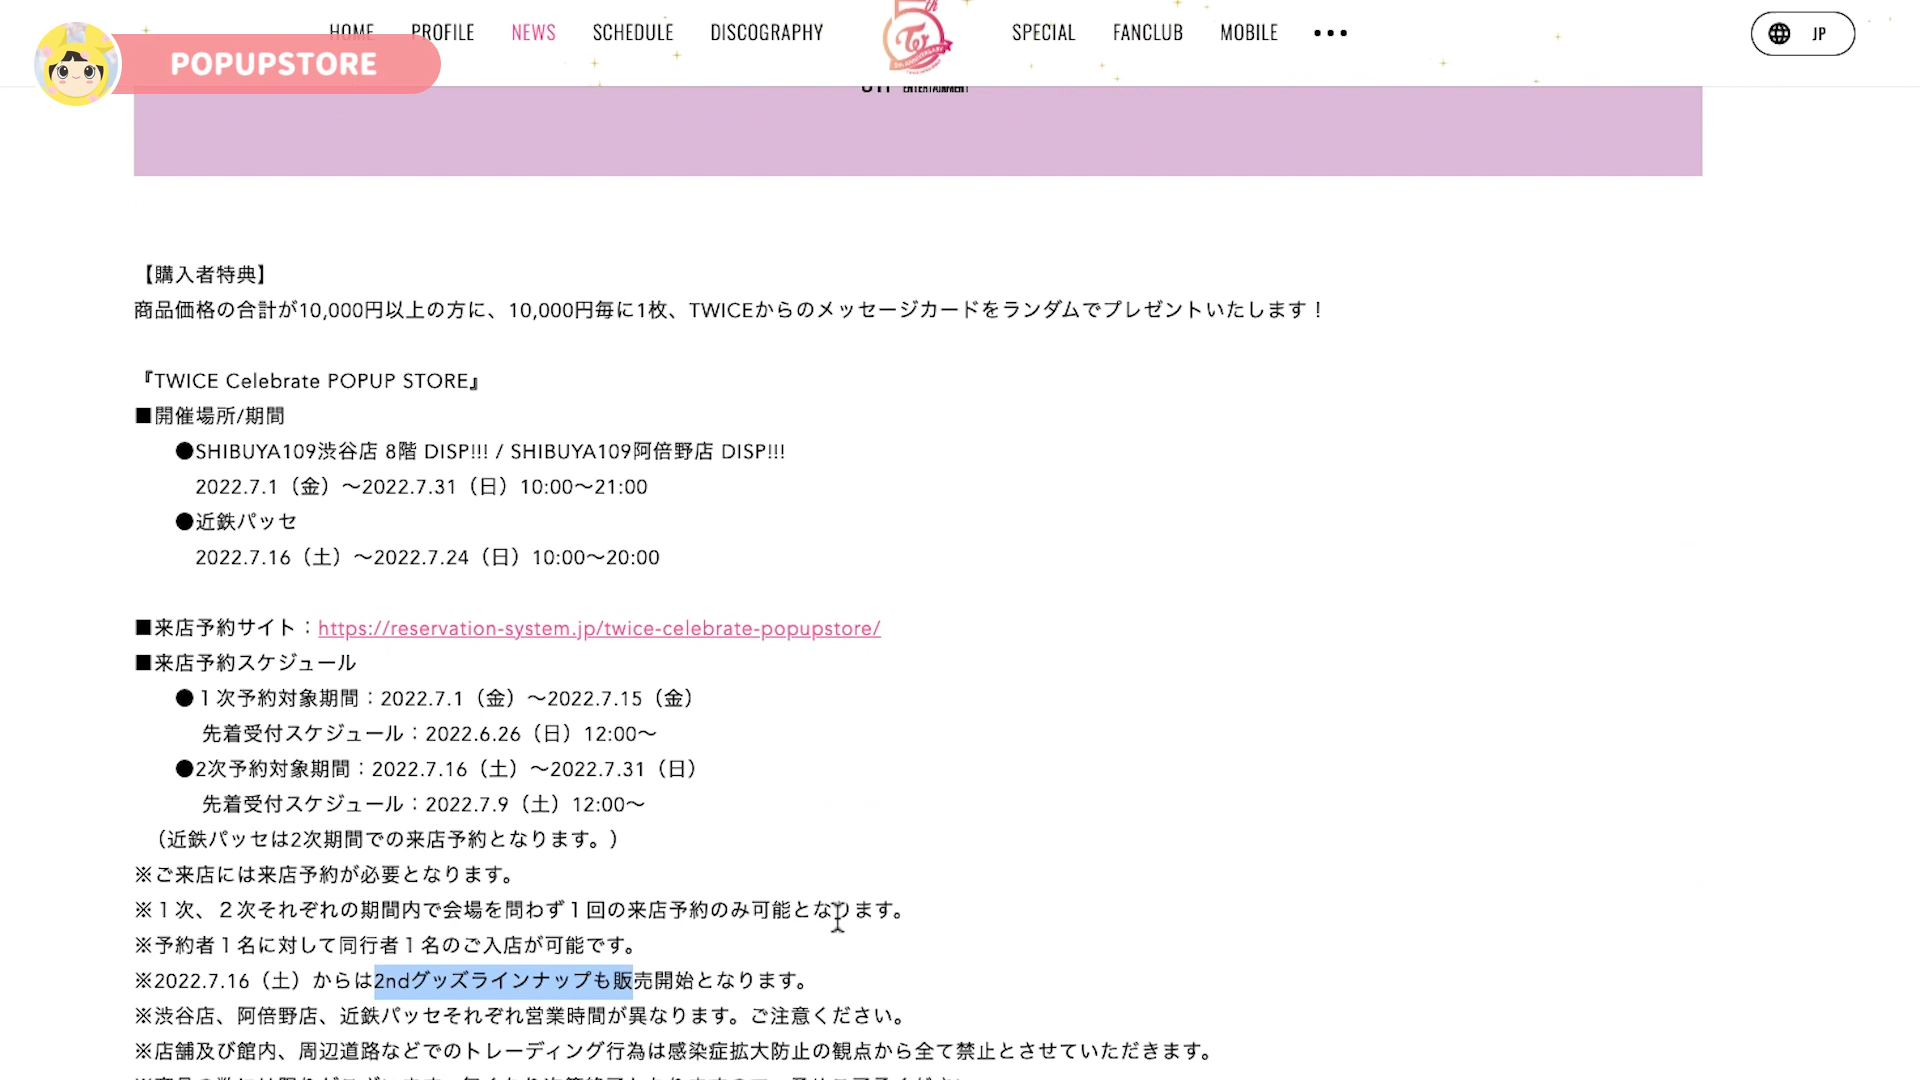 HOME PROFILE NEWS SCHEDULE DISCOGRAPHY SPECIAL FANCLUB MOBILE ••• JP
POPUPSTORE
ENTERTAINMENT
【購入者特典】
商品価格の合計が10,000円以上の方に、10,000円毎に1枚、TWICEからのメッセージカードをランダムでプレゼントいたします！
『TWICE Celebrate POPUP STORE』
■開催場所/期間
●SHIBUYA109渋谷店 8階 DISP!!! / SHIBUYA109阿倍野店 DISP!!!
2022.7.1（金）～2022.7.31（日）10:00～21:00
●近鉄パッセ
2022.7.16（土）～2022.7.24（日）10:00～20:00
■来店予約サイト：https://reservation-system.jp/twice-celebrate-popupstore/
■来店予約スケジュール
●１次予約対象期間：2022.7.1（金）～2022.7.15（金）
先着受付スケジュール：2022.6.26（日）12:00～
●2次予約対象期間：2022.7.16（土）～2022.7.31（日）
先着受付スケジュール：2022.7.9（土）12:00～
（近鉄パッセは2次期間での来店予約となります。）
※ご来店には来店予約が必要となります。
※１次、２次それぞれの期間内で会場を問わず１回の来店予約のみ可能となります。
※予約者１名に対して同行者１名のご入店が可能です。
※2022.7.16（土）からは2ndグッズラインナップも販売開始となります。
※渋谷店、阿倍野店、近鉄パッセそれぞれ営業時間が異なります。ご注意ください。
※店舗及び館内、周辺道路などでのトレーディング行為は感染症拡大防止の観点から全て禁止とさせていただきます。